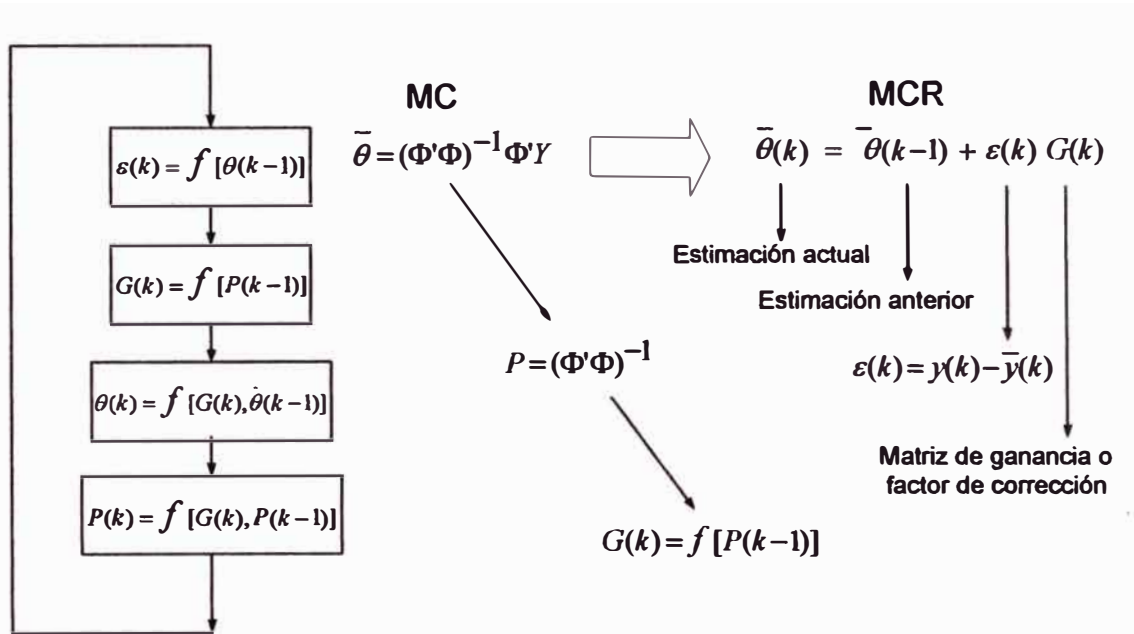 ε(k) = f [θ(k−1)]
G(k) = f [P(k−1)]
θ(k) = f [G(k),θ̇(k−1)]
P(k) = f [G(k),P(k−1)]
MC
θ̄ = (Φ'Φ)⁻¹Φ'Y
P = (Φ'Φ)⁻¹
G(k) = f [P(k−1)]
MCR
θ̄(k) = θ̄(k−1) + ε(k) G(k)
Estimación actual
Estimación anterior
ε(k) = y(k) − y̅(k)
Matriz de ganancia o
factor de corrección